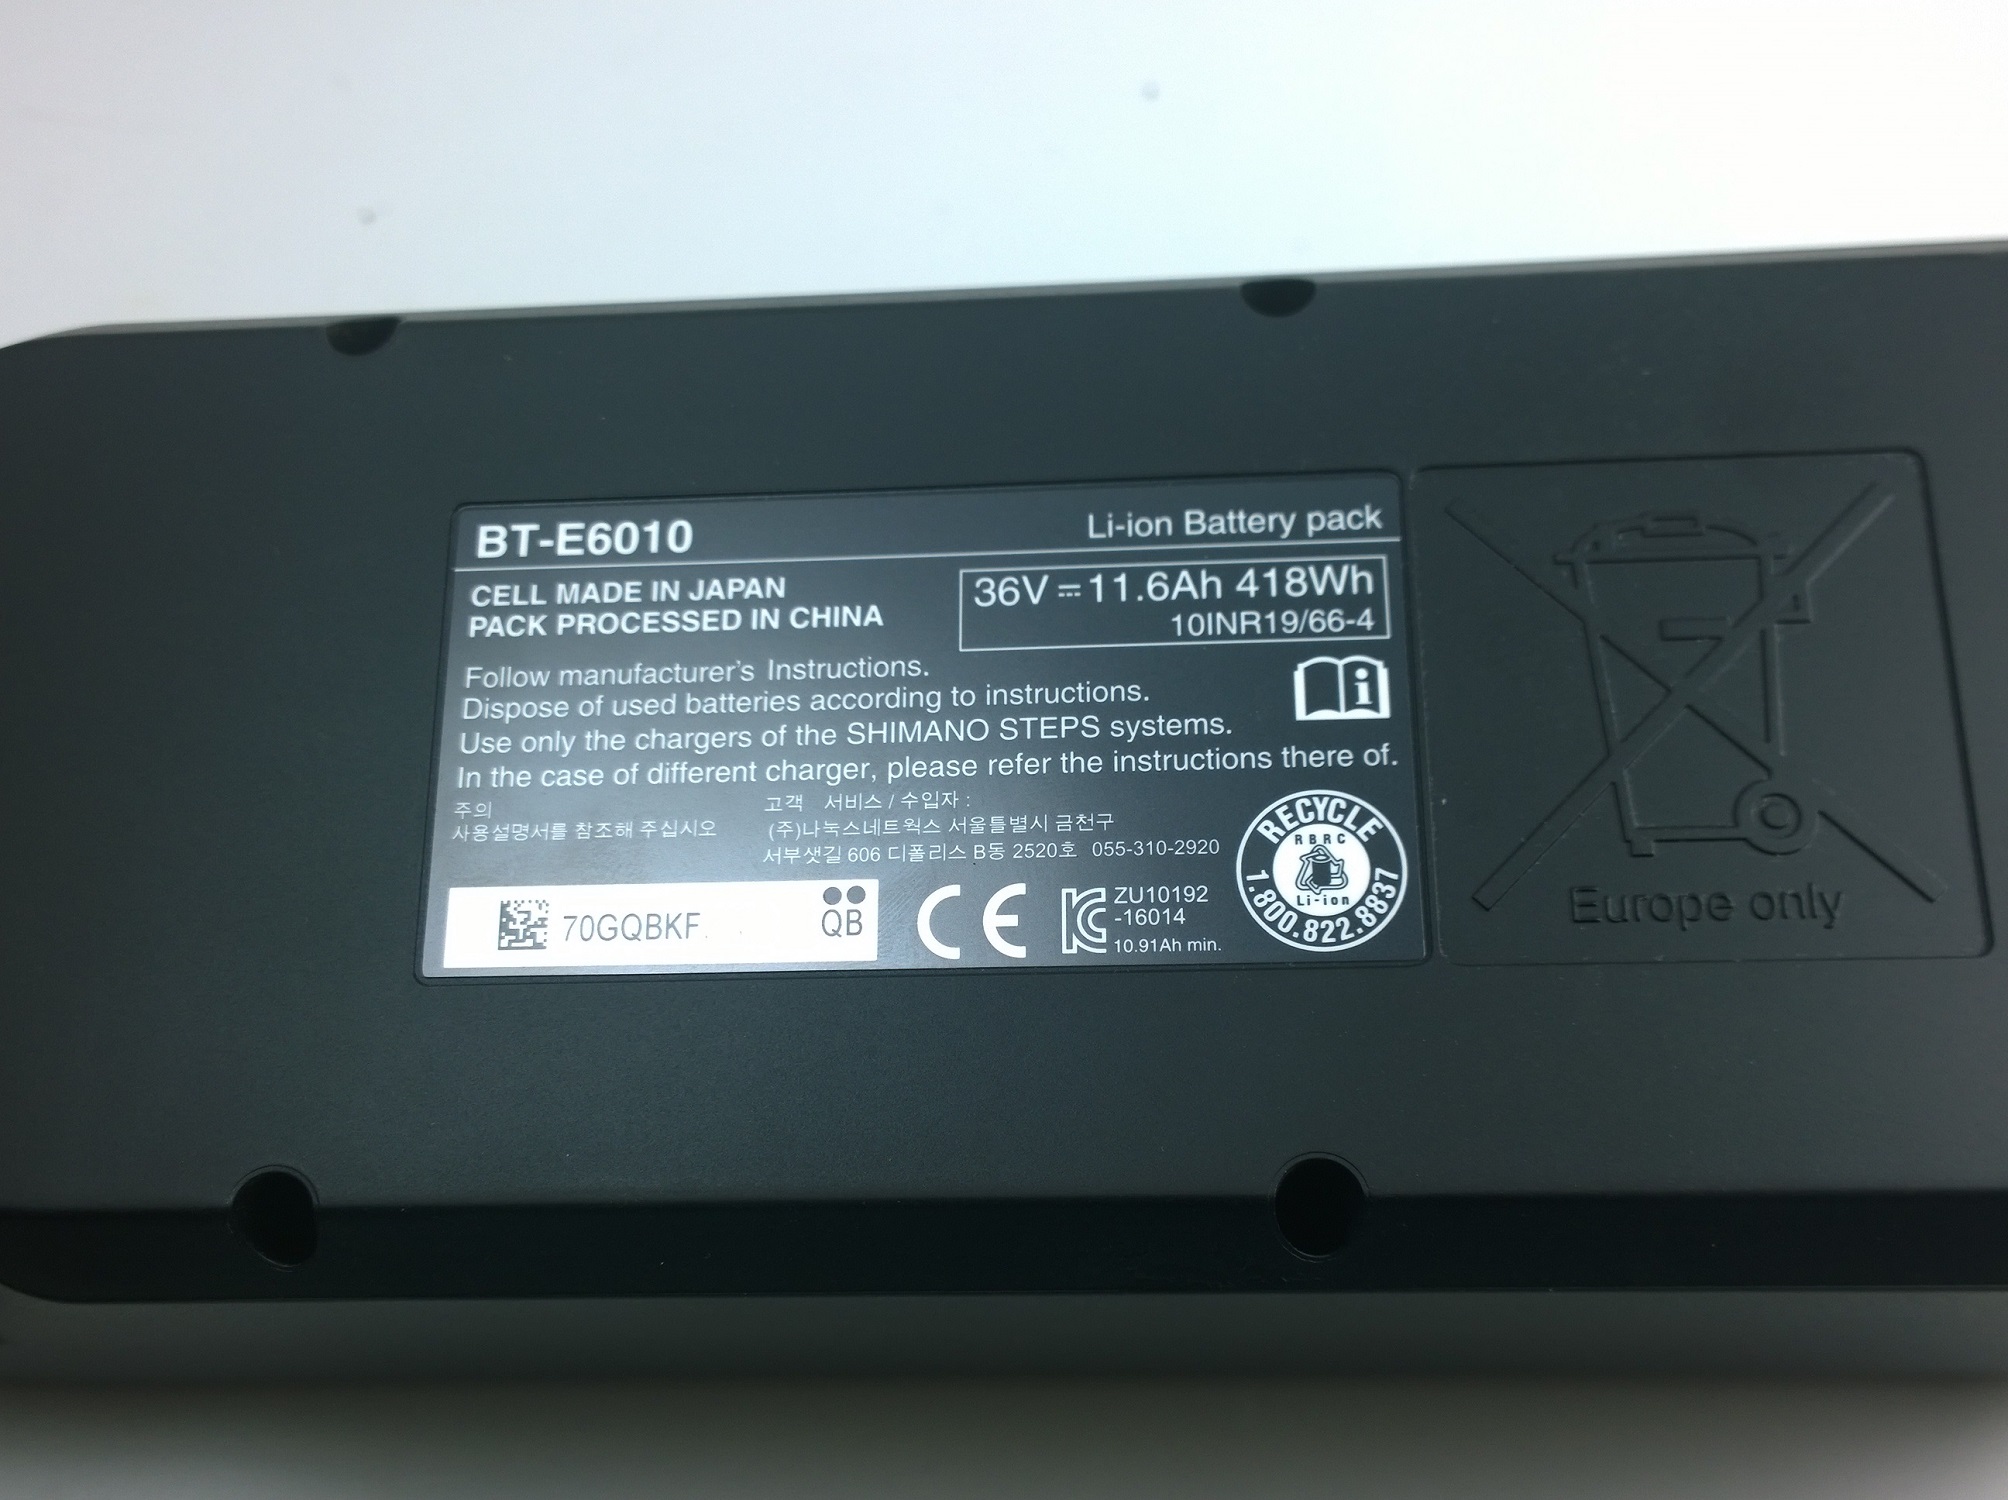 BT-E6010
Li-ion Battery pack
CELL MADE IN JAPAN
PACK PROCESSED IN CHINA
36V⎓11.6Ah 418Wh
10INR19/66-4
Follow manufacturer's Instructions.
Dispose of used batteries according to instructions.
Use only the chargers of the SHIMANO STEPS systems.
In the case of different charger, please refer the instructions there of.
주의
사용설명서를 참조해 주십시오
고객 서비스 / 수입자 :
(주)나눅스네트웍스 서울틀별시 금천구
서부샛길 606 디폴리스 B동 2520호 055-310-2920
70GQBKF
QB
CE
ZU10192
-16014
10.91Ah min.
RECYCLE
RBRC
Li-ion
1.800.822.8837
Europe only